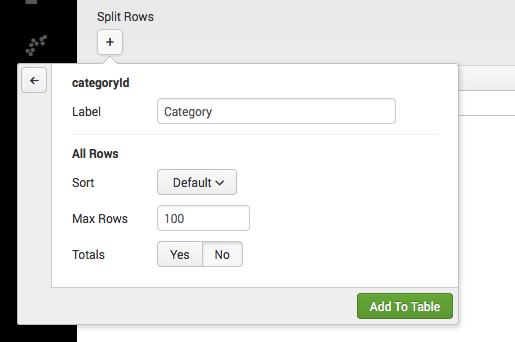 Split Rows
+
categoryId
Label Category
All Rows
Sort Default
Max Rows 100
Totals Yes No
Add To Table